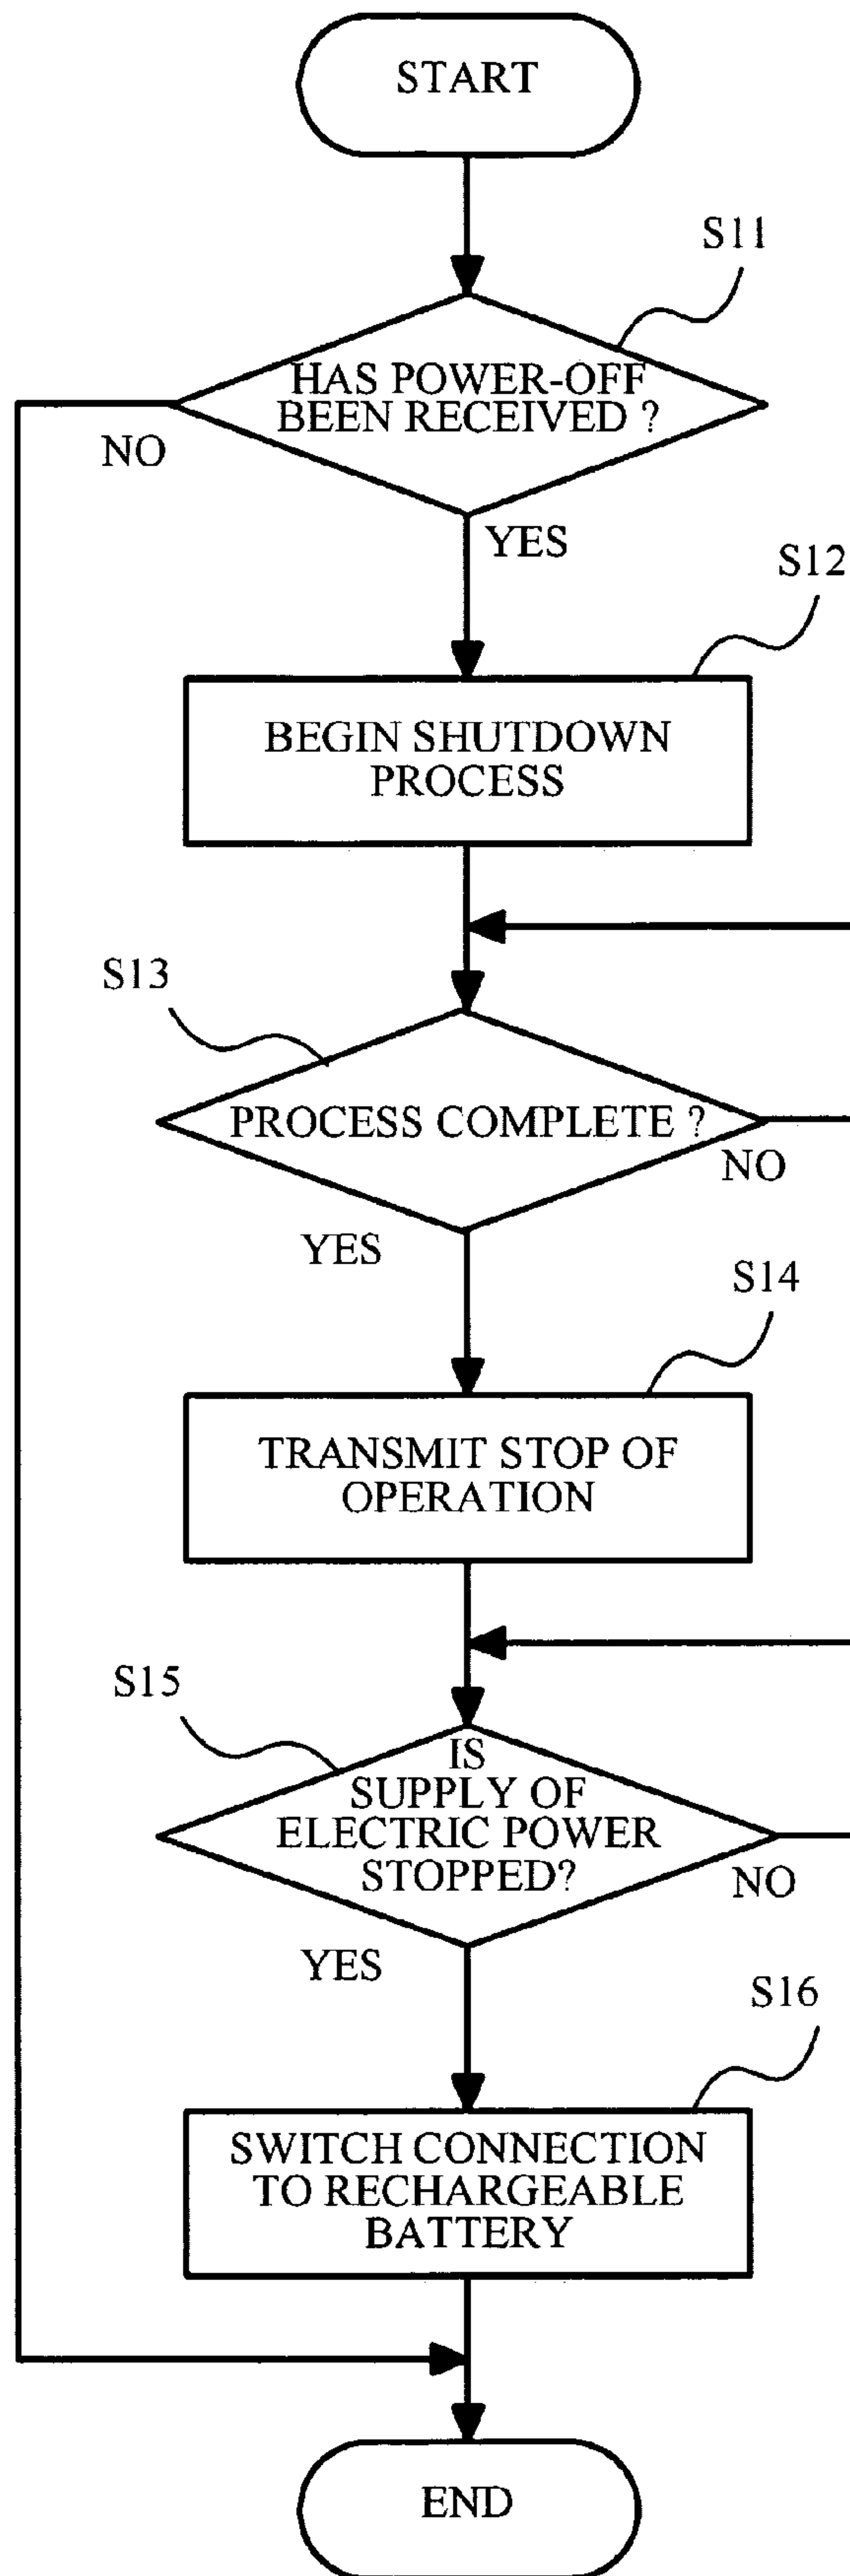 START
S11
HAS POWER-OFF
BEEN RECEIVED ?
NO
YES
S12
BEGIN SHUTDOWN
PROCESS
S13
PROCESS COMPLETE ?
NO
YES
S14
TRANSMIT STOP OF
OPERATION
S15
IS
SUPPLY OF
ELECTRIC POWER
STOPPED?
NO
YES
S16
SWITCH CONNECTION
TO RECHARGEABLE
BATTERY
END